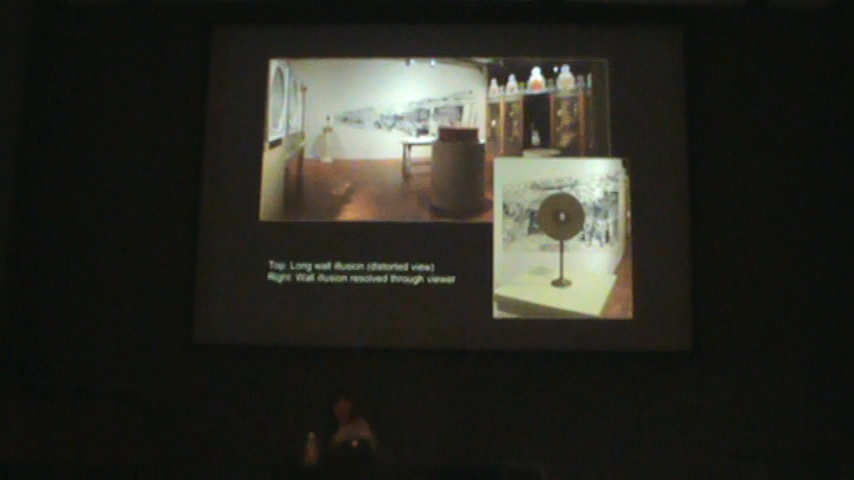 Top: Long wall illusion (distorted view)
Right: Wall illusion resolved through viewer